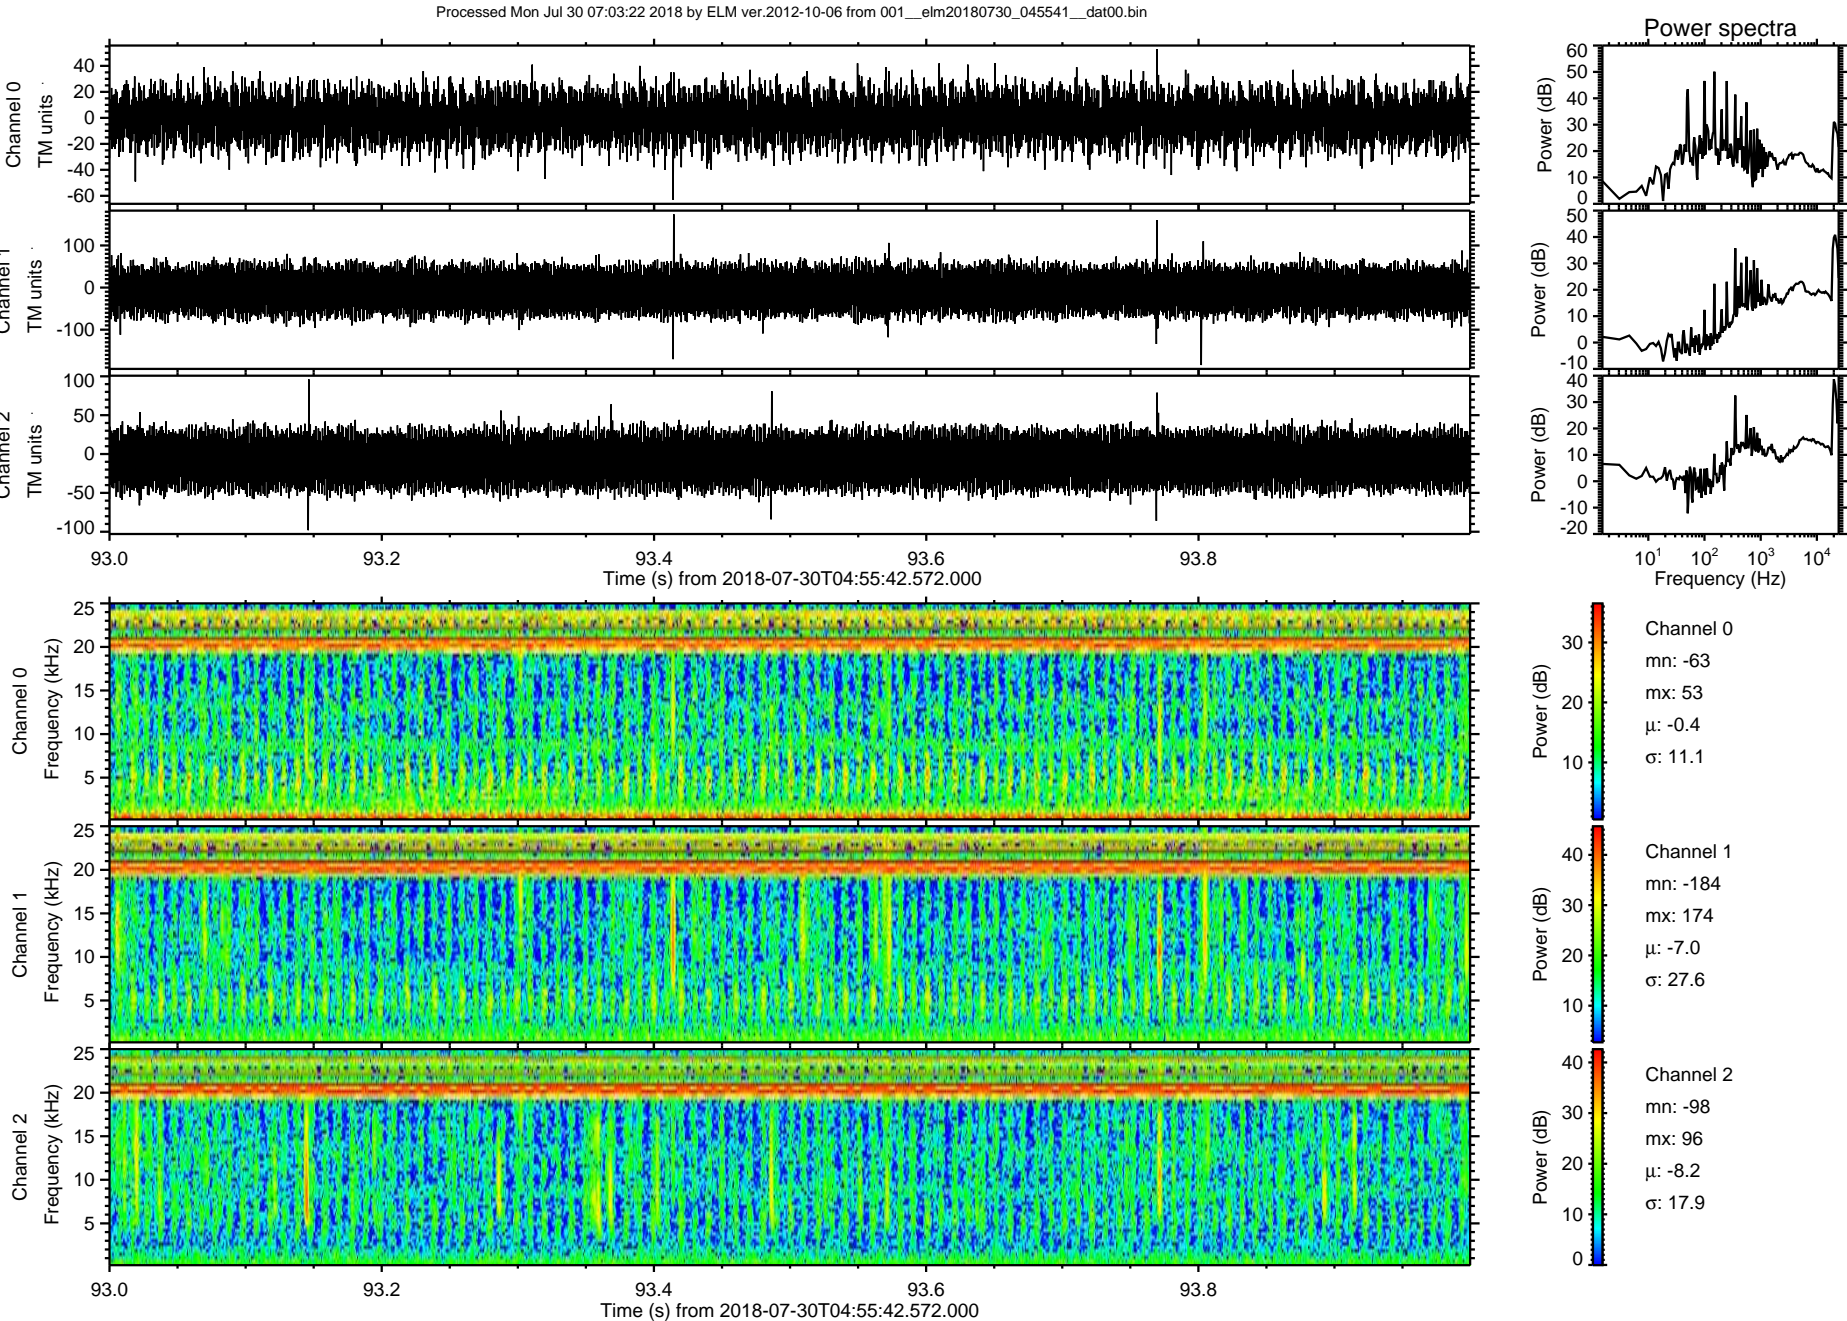 Processed Mon Jul 30 07:03:22 2018 by ELM ver.2012-10-06 from 001__elm20180730_045541__dat00.bin
Power spectra
Channel 0
TM units
40
20
0
-20
-40
-60
Power (dB)
60
50
40
30
20
10
0
Channel 1
TM units
100
0
-100
Power (dB)
50
40
30
20
10
0
-10
Channel 2
TM units
100
50
0
-50
-100
Power (dB)
40
30
20
10
0
-10
-20
93.0 93.2 93.4 93.6 93.8
Time (s) from 2018-07-30T04:55:42.572.000
10¹ 10² 10³ 10⁴
Frequency (Hz)
Channel 0
Frequency (kHz)
25
20
15
10
5
Power (dB)
30
20
10
Channel 0
mn: -63
mx: 53
μ: -0.4
σ: 11.1
Channel 1
Frequency (kHz)
25
20
15
10
5
Power (dB)
40
30
20
10
Channel 1
mn: -184
mx: 174
μ: -7.0
σ: 27.6
Channel 2
Frequency (kHz)
25
20
15
10
5
Power (dB)
40
30
20
10
0
Channel 2
mn: -98
mx: 96
μ: -8.2
σ: 17.9
93.0 93.2 93.4 93.6 93.8
Time (s) from 2018-07-30T04:55:42.572.000